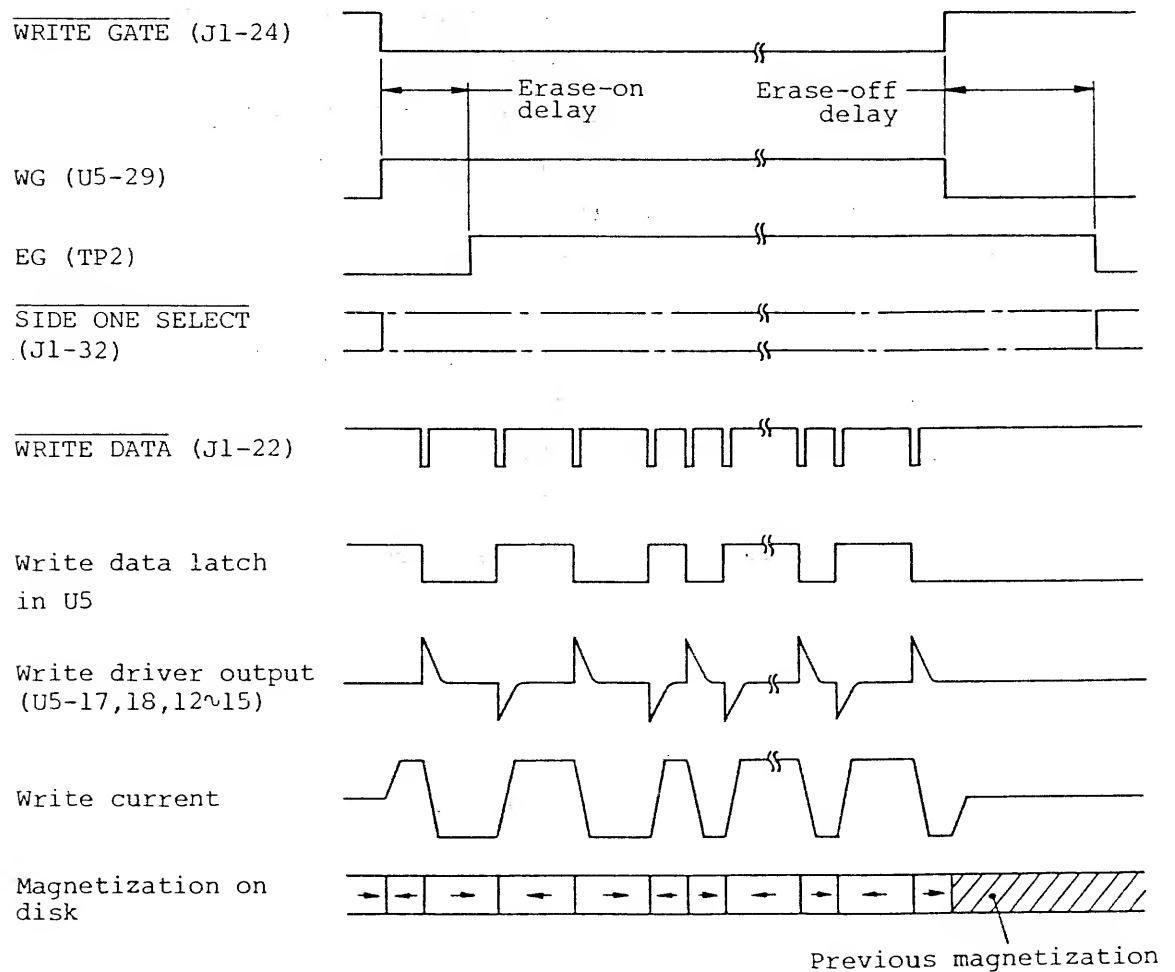 WRITE GATE (J1-24)
Erase-on
delay
Erase-off
delay
WG (U5-29)
EG (TP2)
SIDE ONE SELECT
(J1-32)
WRITE DATA (J1-22)
Write data latch
in U5
Write driver output
(U5-17,18,12~15)
Write current
Magnetization on
disk
Previous magnetization